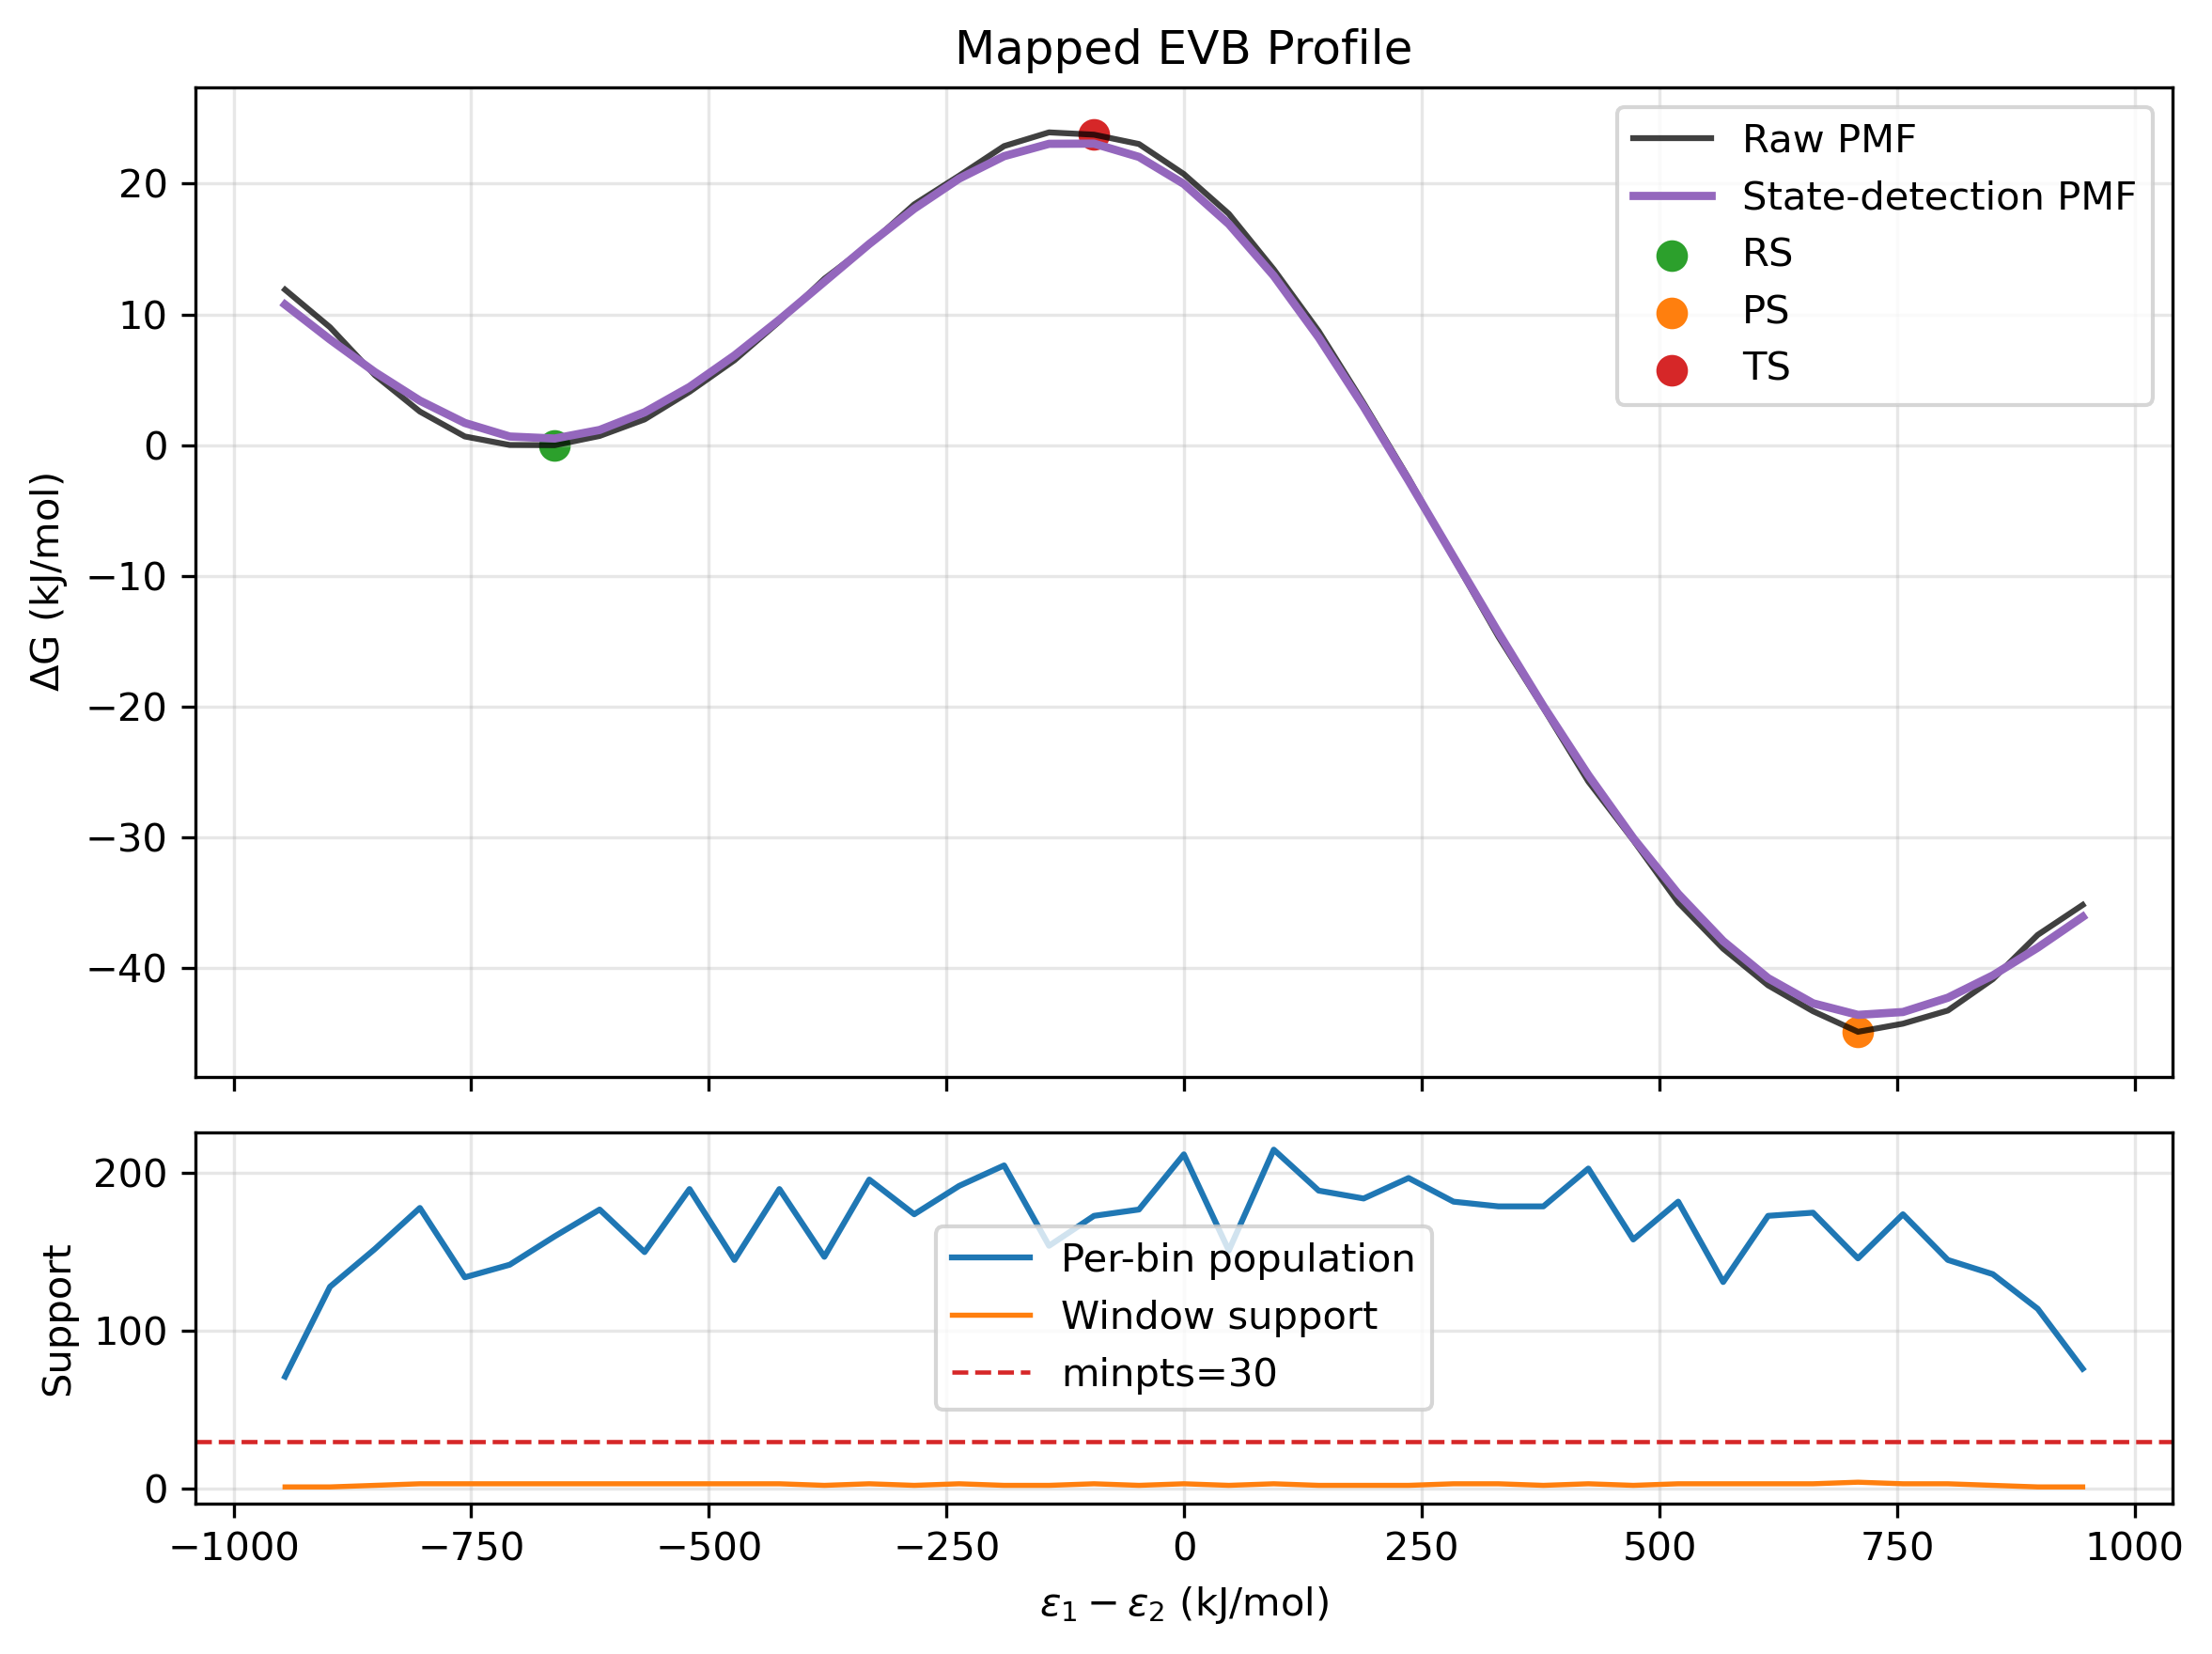 Mapped EVB Profile
Raw PMF
State-detection PMF
RS
PS
TS
20
10
0
−10
−20
−30
−40
ΔG (kJ/mol)
200
100
0
Support
Per-bin population
Window support
minpts=30
−1000 −750 −500 −250 0 250 500 750 1000
ε₁ − ε₂ (kJ/mol)